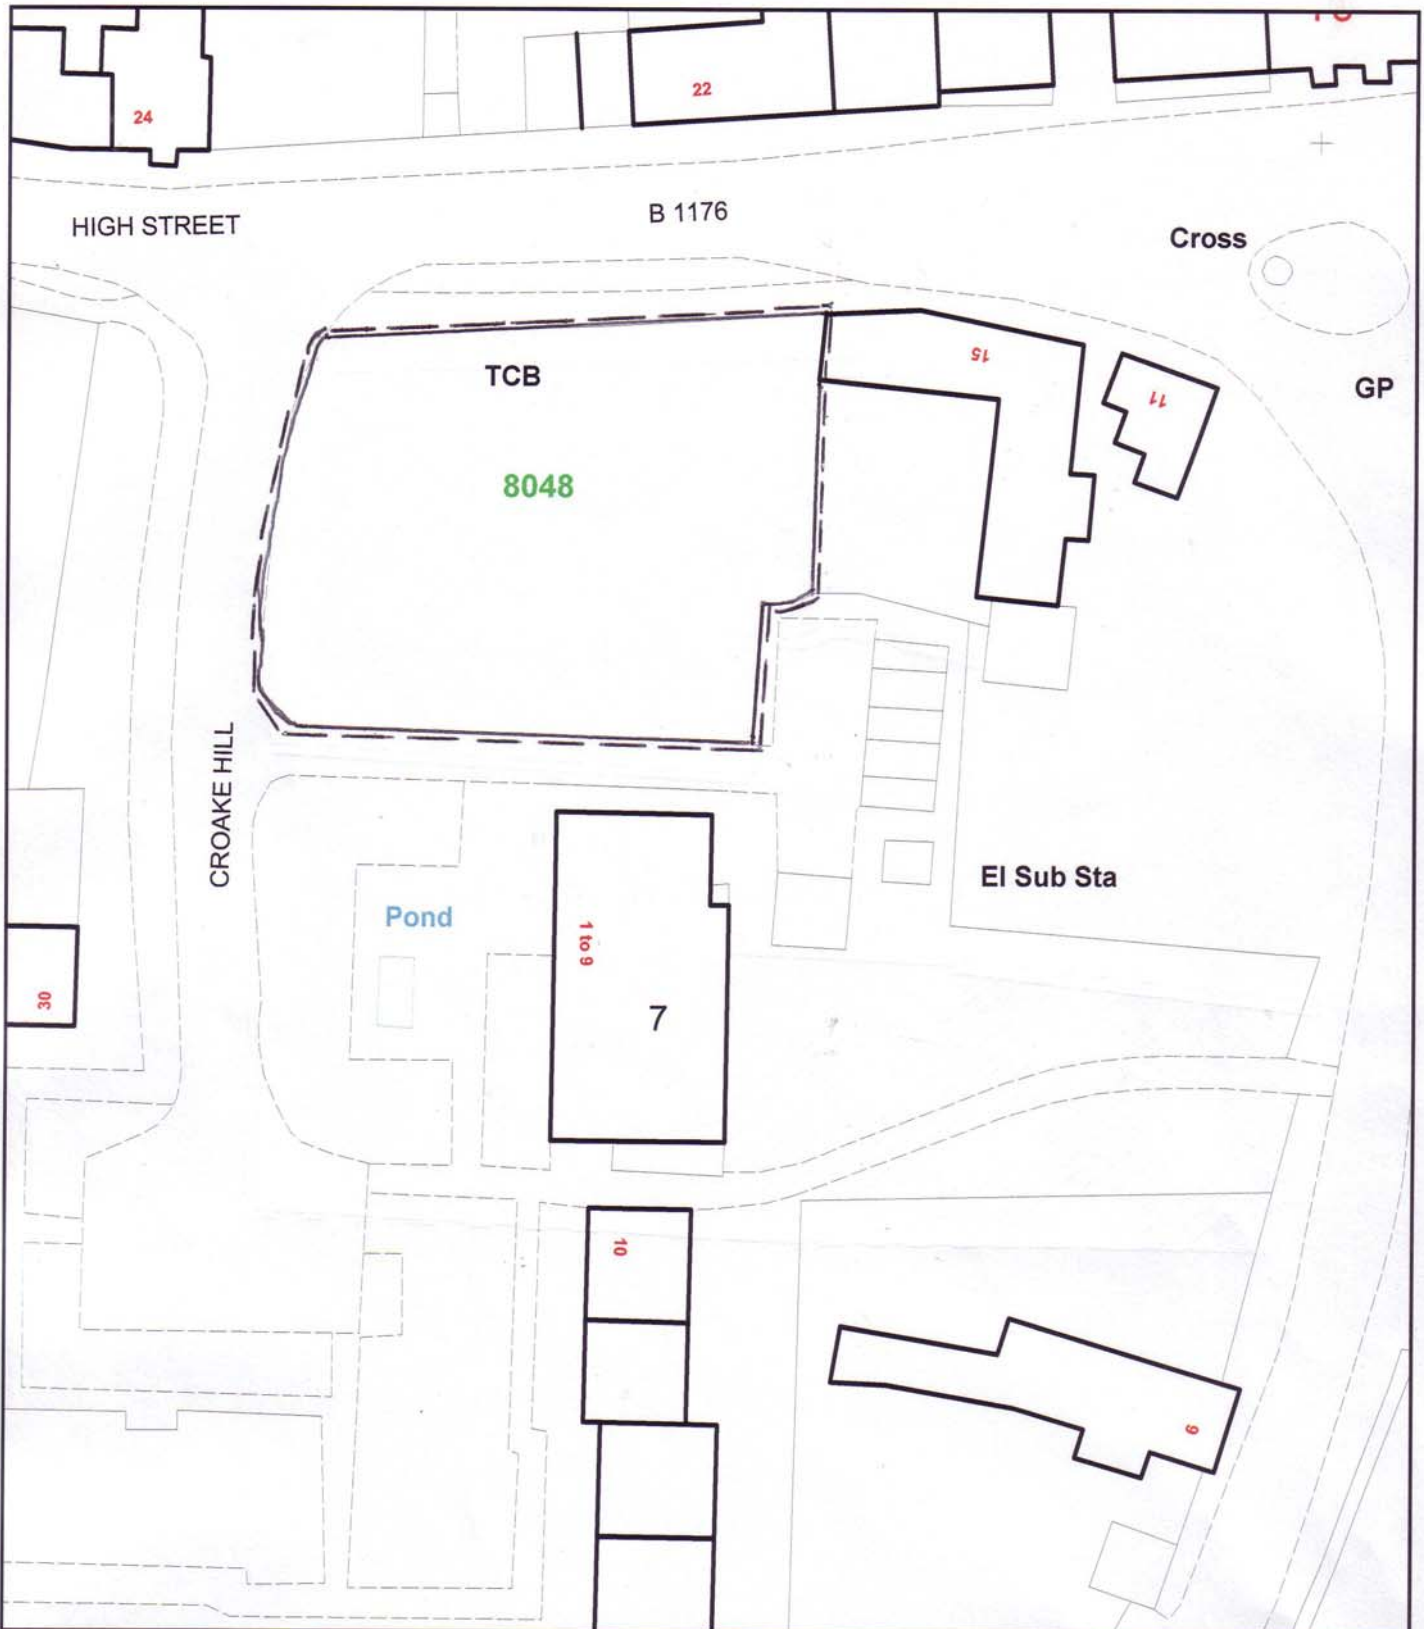 24
22
HIGH STREET
B 1176
Cross
TCB
15
11
GP
8048
CROAKE HILL
El Sub Sta
Pond
1 to 9
30
7
10
9